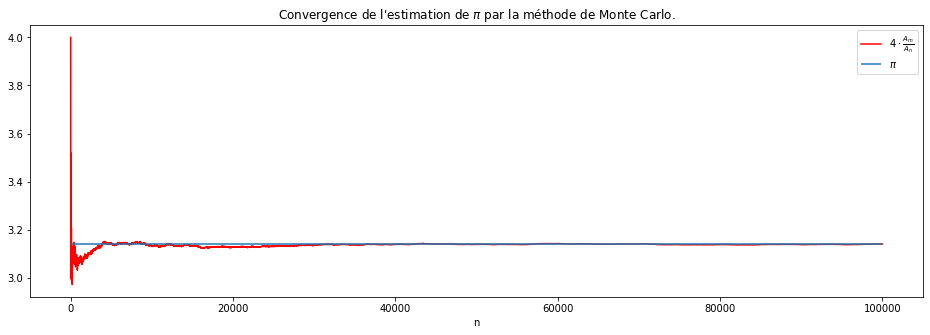 Convergence de l'estimation de π par la méthode de Monte Carlo.
4.0
3.8
3.6
3.4
3.2
3.0
4 · Am/An
π
0 20000 40000 60000 80000 100000
n